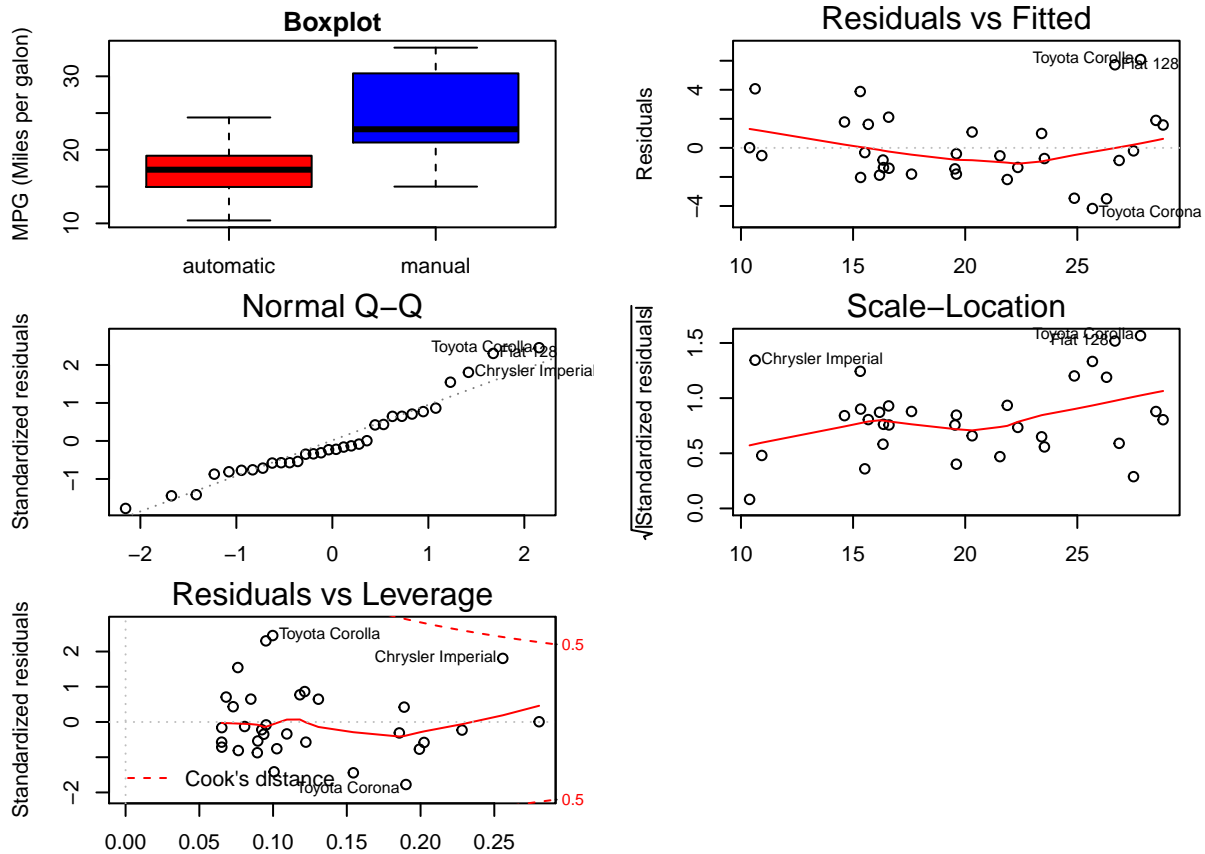 Boxplot
MPG (Miles per galon)
10
20
30
automatic
manual
Residuals vs Fitted
Residuals
−4
0
4
Toyota Corolla
Fiat 128
Toyota Corona
10
15
20
25
Normal Q−Q
Standardized residuals
−1
0
1
2
Toyota Corolla
Fiat 128
Chrysler Imperial
−2
−1
0
1
2
Scale−Location
√|Standardized residuals|
0.0
0.5
1.0
1.5
Toyota Corolla
Fiat 128
Chrysler Imperial
10
15
20
25
Residuals vs Leverage
Standardized residuals
−2
0
1
2
Toyota Corolla
Chrysler Imperial
0.5
Cook's distance
Toyota Corona
0.5
0.00
0.05
0.10
0.15
0.20
0.25